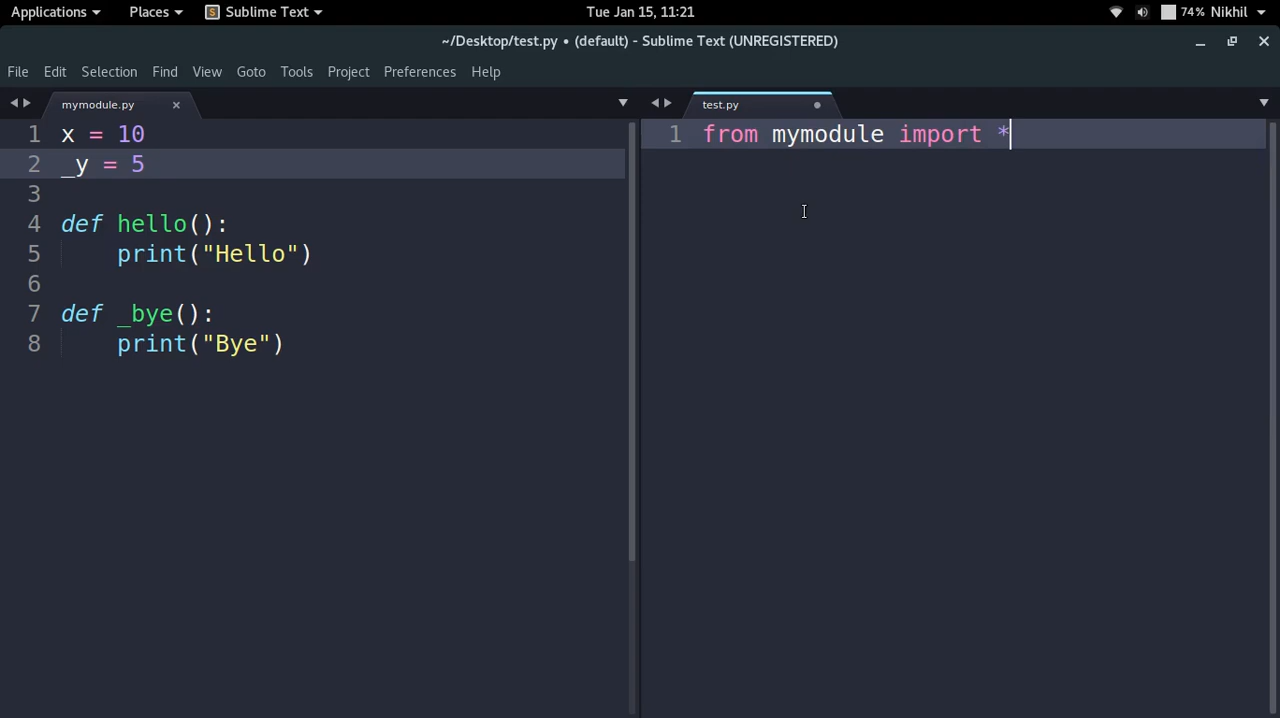 Applications Places Sublime Text Tue Jan 15, 11:21 74% Nikhil
~/Desktop/test.py • (default) - Sublime Text (UNREGISTERED)
File Edit Selection Find View Goto Tools Project Preferences Help
mymodule.py
1 x = 10
2 _y = 5
3
4 def hello():
5     print("Hello")
6
7 def _bye():
8     print("Bye")
test.py
1 from mymodule import *